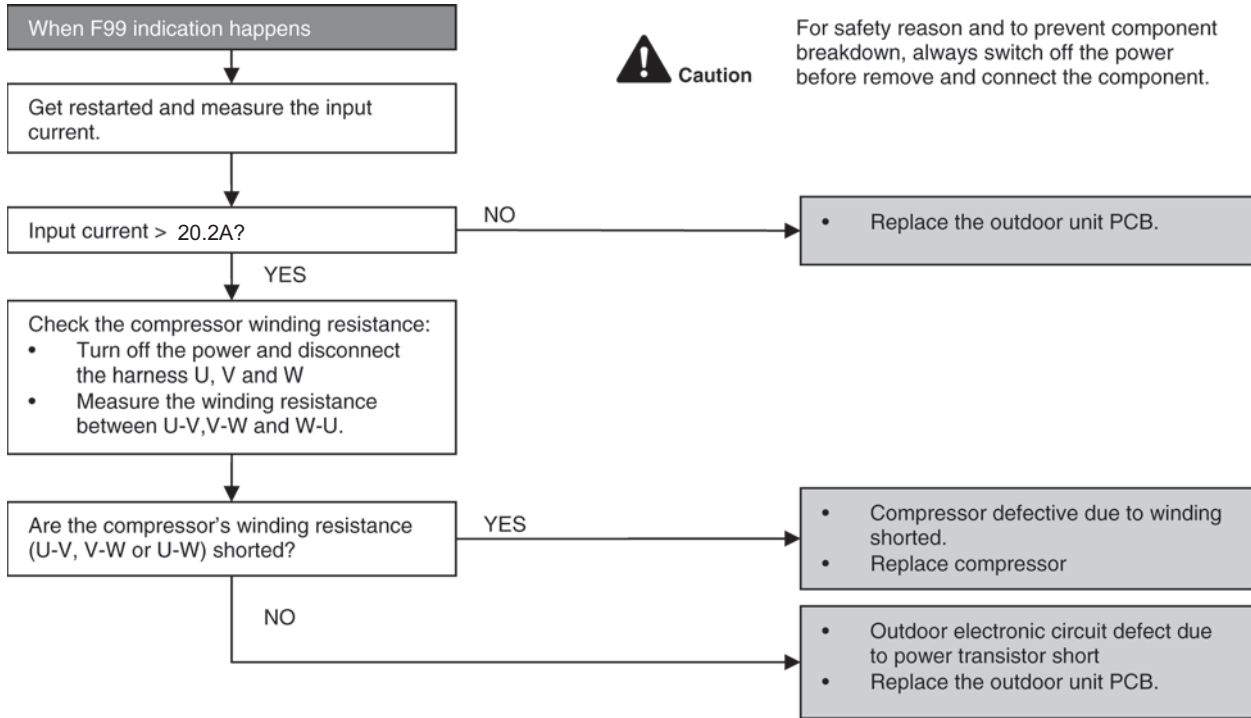 When F99 indication happens
Caution
For safety reason and to prevent component
breakdown, always switch off the power
before remove and connect the component.
Get restarted and measure the input
current.
Input current > 20.2A?
NO
• Replace the outdoor unit PCB.
YES
Check the compressor winding resistance:
• Turn off the power and disconnect
the harness U, V and W
• Measure the winding resistance
between U-V,V-W and W-U.
Are the compressor's winding resistance
(U-V, V-W or U-W) shorted?
YES
• Compressor defective due to winding
shorted.
• Replace compressor
NO
• Outdoor electronic circuit defect due
to power transistor short
• Replace the outdoor unit PCB.